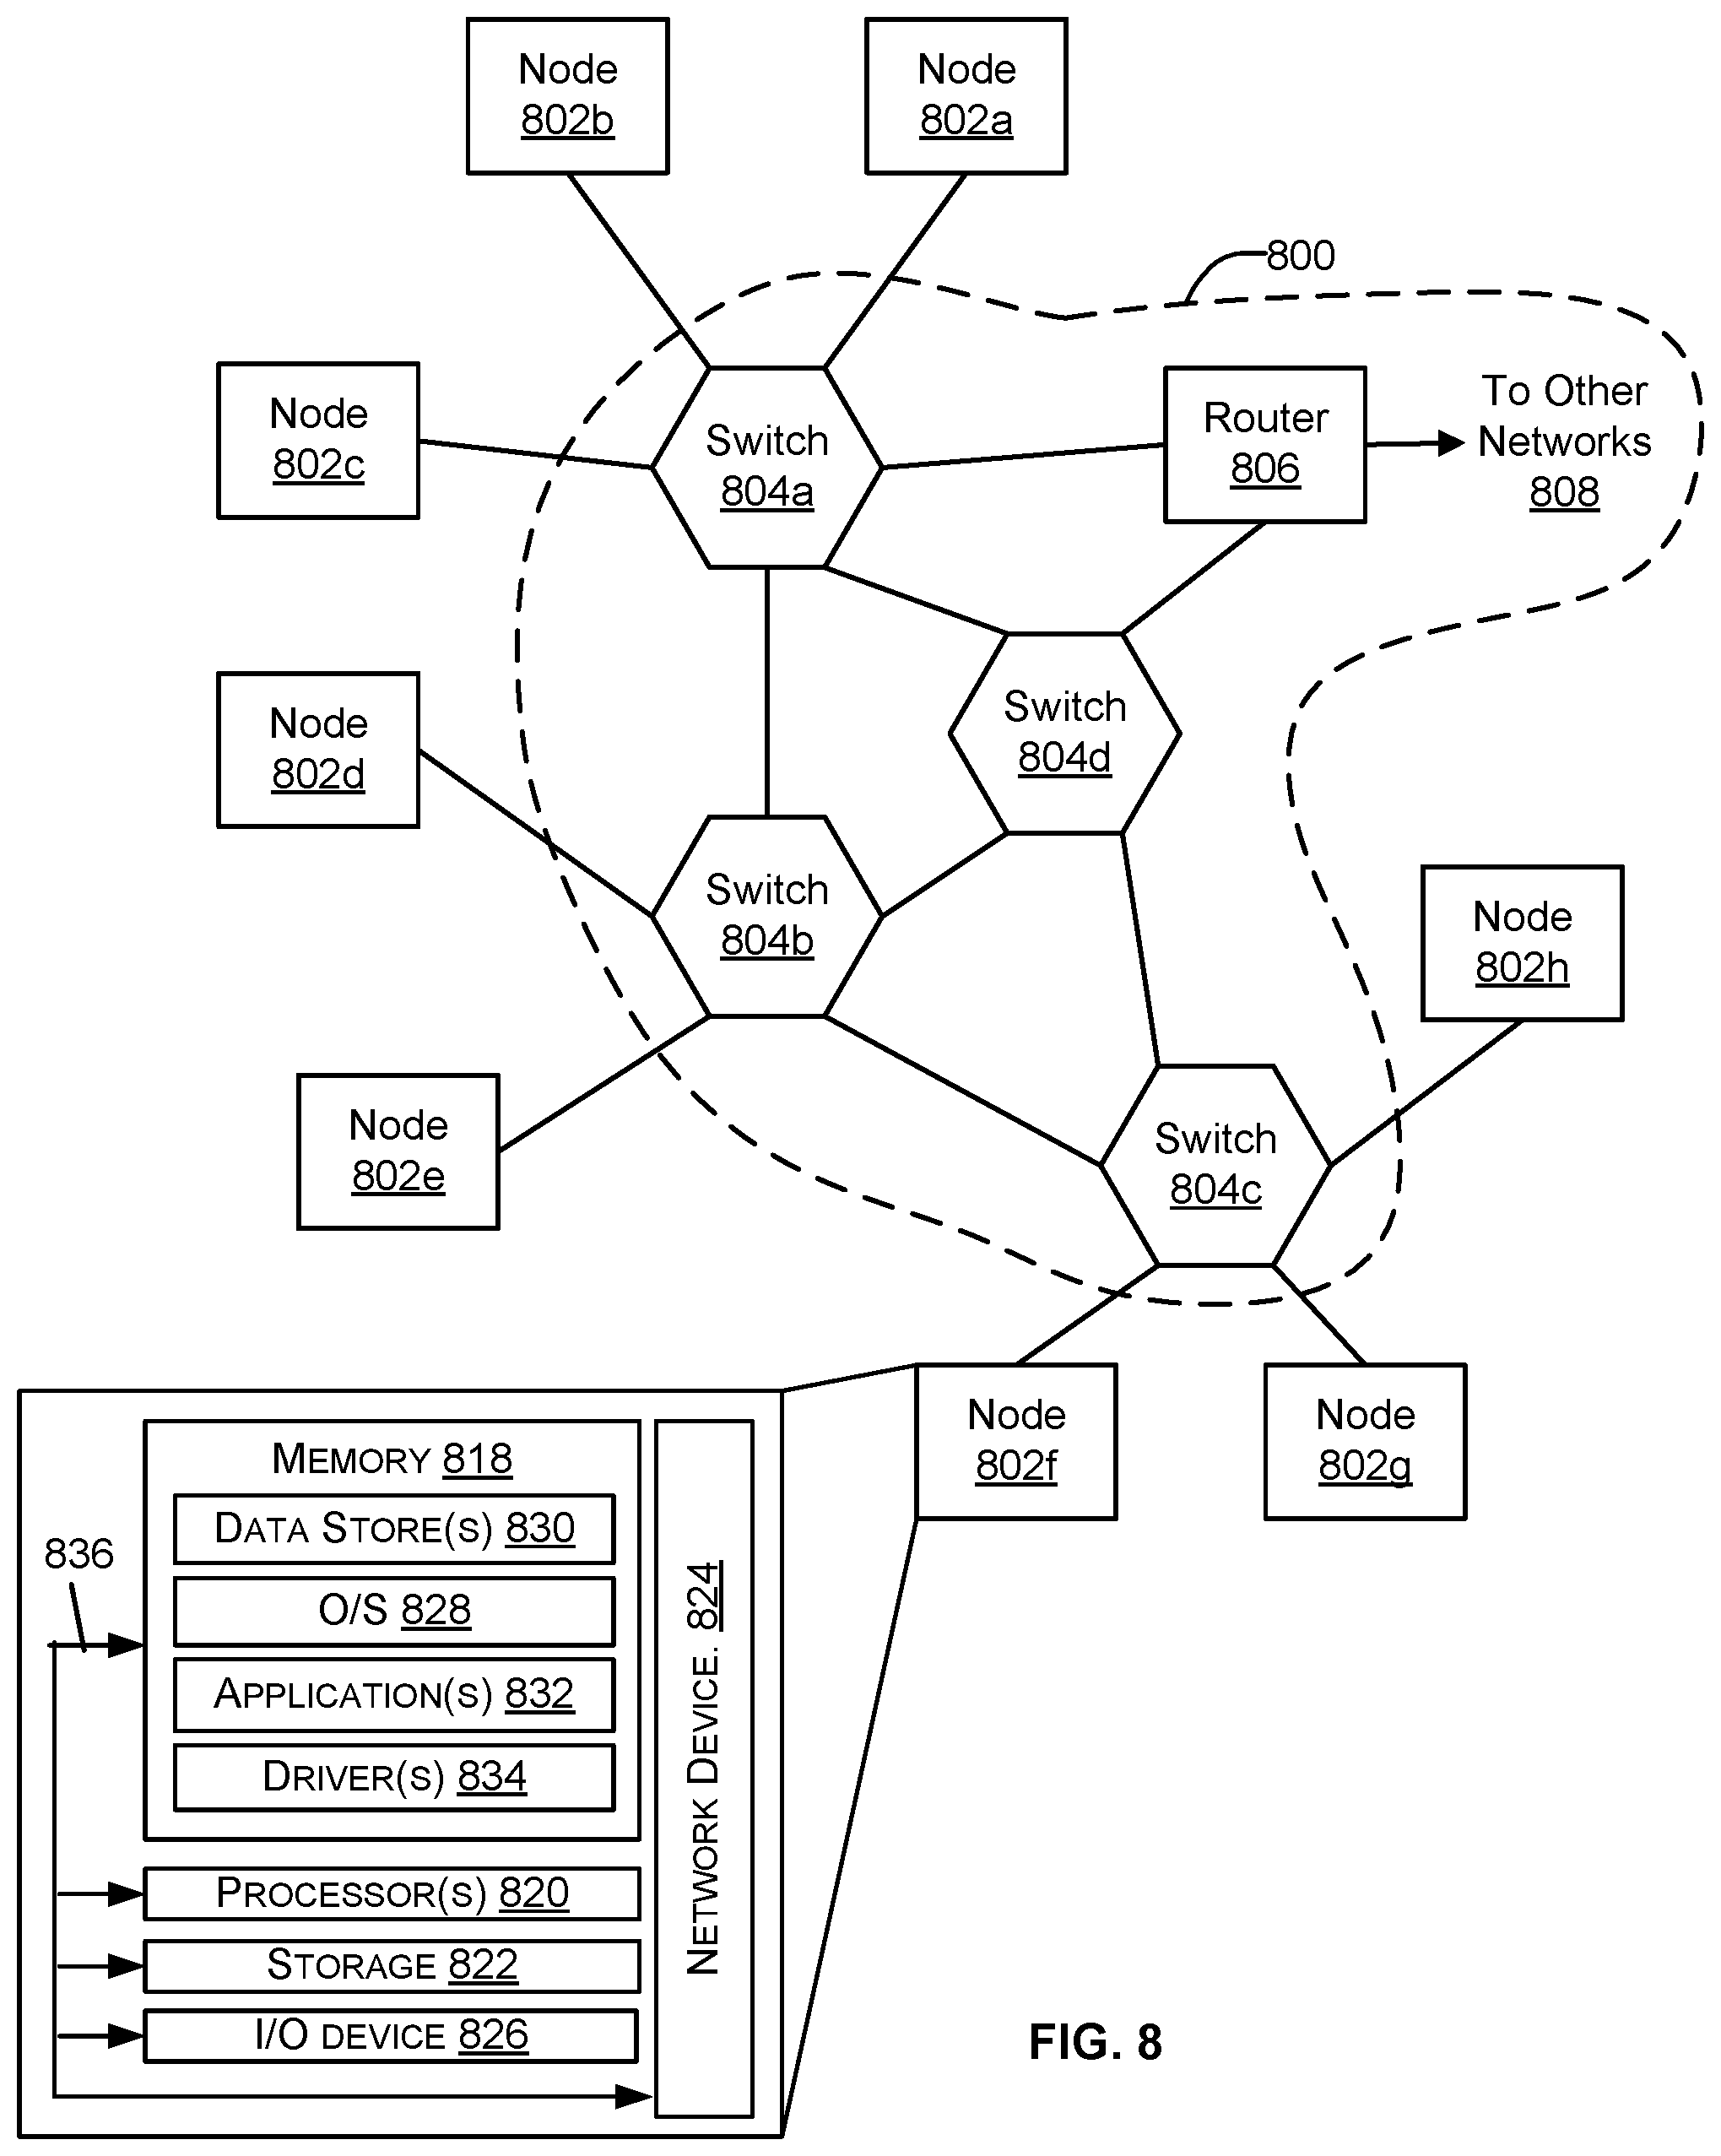 Node
802b
Node
802a
800
Node
802c
Switch
804a
Router
806
To Other
Networks
808
Node
802d
Switch
804d
Switch
804b
Node
802h
Node
802e
Switch
804c
Node
802f
Node
802g
836
MEMORY 818
DATA STORE(S) 830
O/S 828
APPLICATION(S) 832
DRIVER(S) 834
PROCESSOR(S) 820
STORAGE 822
I/O DEVICE 826
NETWORK DEVICE. 824
FIG. 8